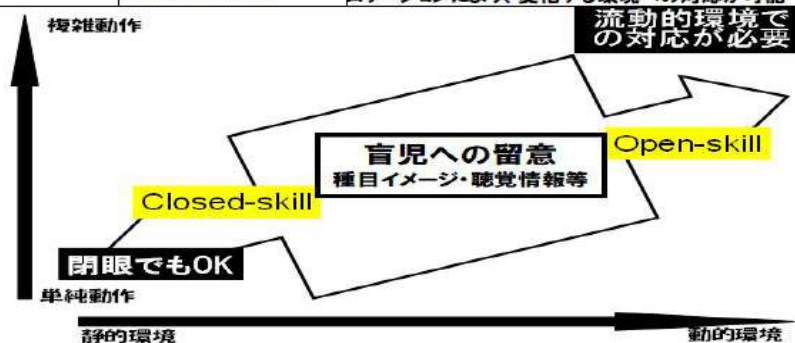 複雑動作
流動的環境で
の対応が必要
Open-skill
盲児への留意
種目イメージ・聴覚情報等
Closed-skill
閉眼でもOK
単純動作
静的環境
動的環境